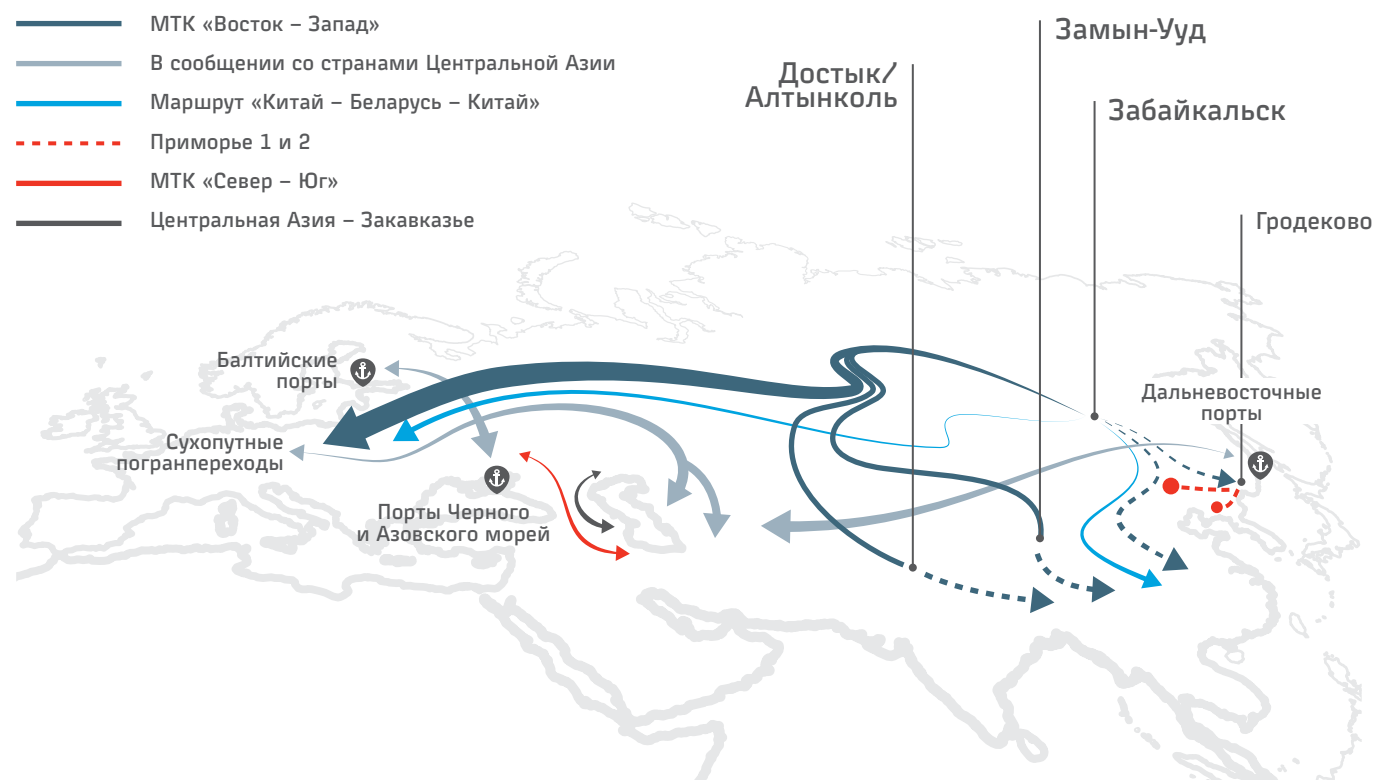 МТК «Восток – Запад»
В сообщении со странами Центральной Азии
Маршрут «Китай – Беларусь – Китай»
Приморье 1 и 2
МТК «Север – Юг»
Центральная Азия – Закавказье
Замын-Ууд
Достык/
Алтынколь
Забайкальск
Гродеково
Балтийские
порты
Дальневосточные
порты
Сухопутные
погранпереходы
Порты Черного
и Азовского морей